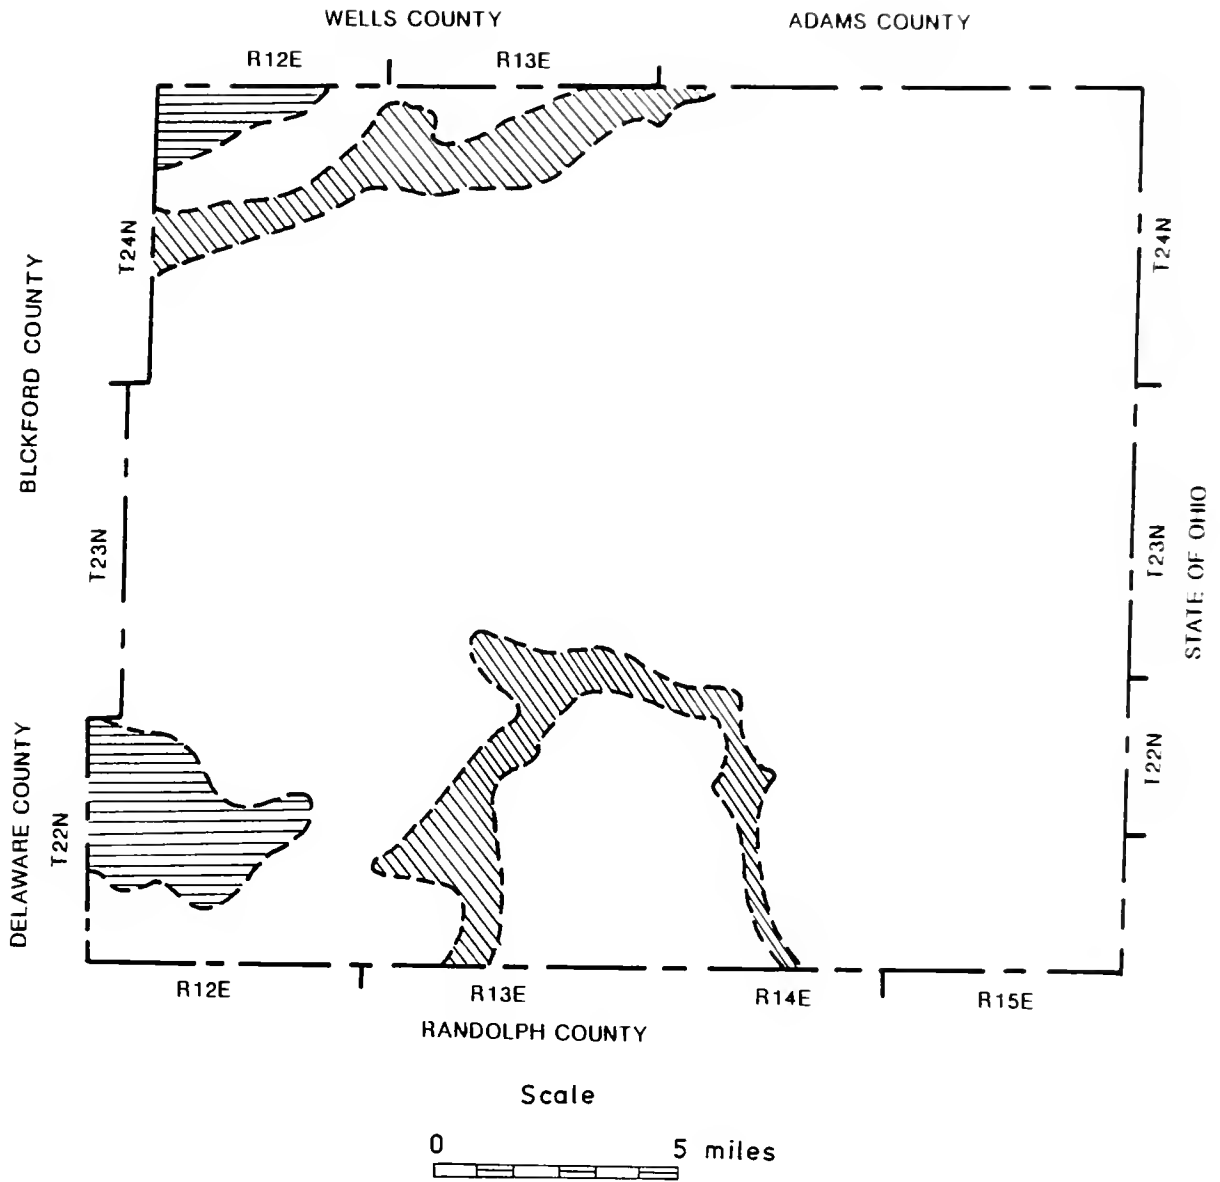 WELLS COUNTY
ADAMS COUNTY
R12E
R13E
T24N
T24N
BLCKFORD COUNTY
T23N
T23N
STATE OF OHIO
DELAWARE COUNTY
T22N
T22N
R12E
R13E
R14E
R15E
RANDOLPH COUNTY
Scale
0 5 miles